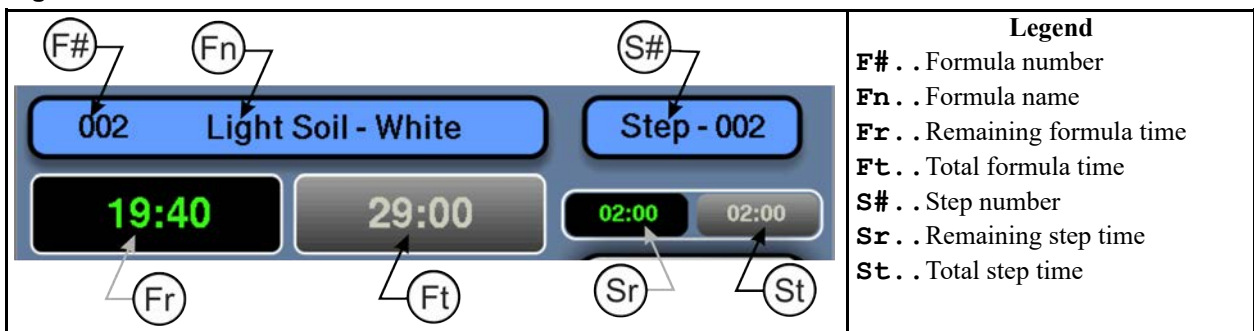 F# Fn S#
002 Light Soil - White Step - 002
19:40 29:00 02:00 02:00
Fr Ft Sr St
Legend
F#..Formula number
Fn..Formula name
Fr..Remaining formula time
Ft..Total formula time
S#..Step number
Sr..Remaining step time
St..Total step time